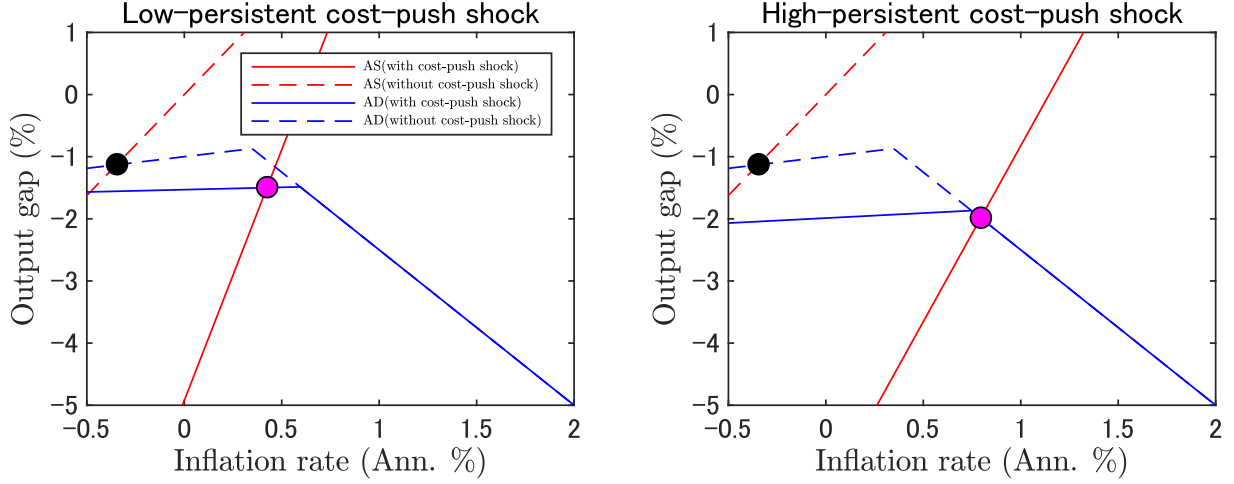 Low-persistent cost-push shock
1
0
-1
-2
-3
-4
-5
Output gap (%)
AS(with cost-push shock)
AS(without cost-push shock)
AD(with cost-push shock)
AD(without cost-push shock)
-0.5 0 0.5 1 1.5 2
Inflation rate (Ann. %)
High-persistent cost-push shock
1
0
-1
-2
-3
-4
-5
Output gap (%)
-0.5 0 0.5 1 1.5 2
Inflation rate (Ann. %)